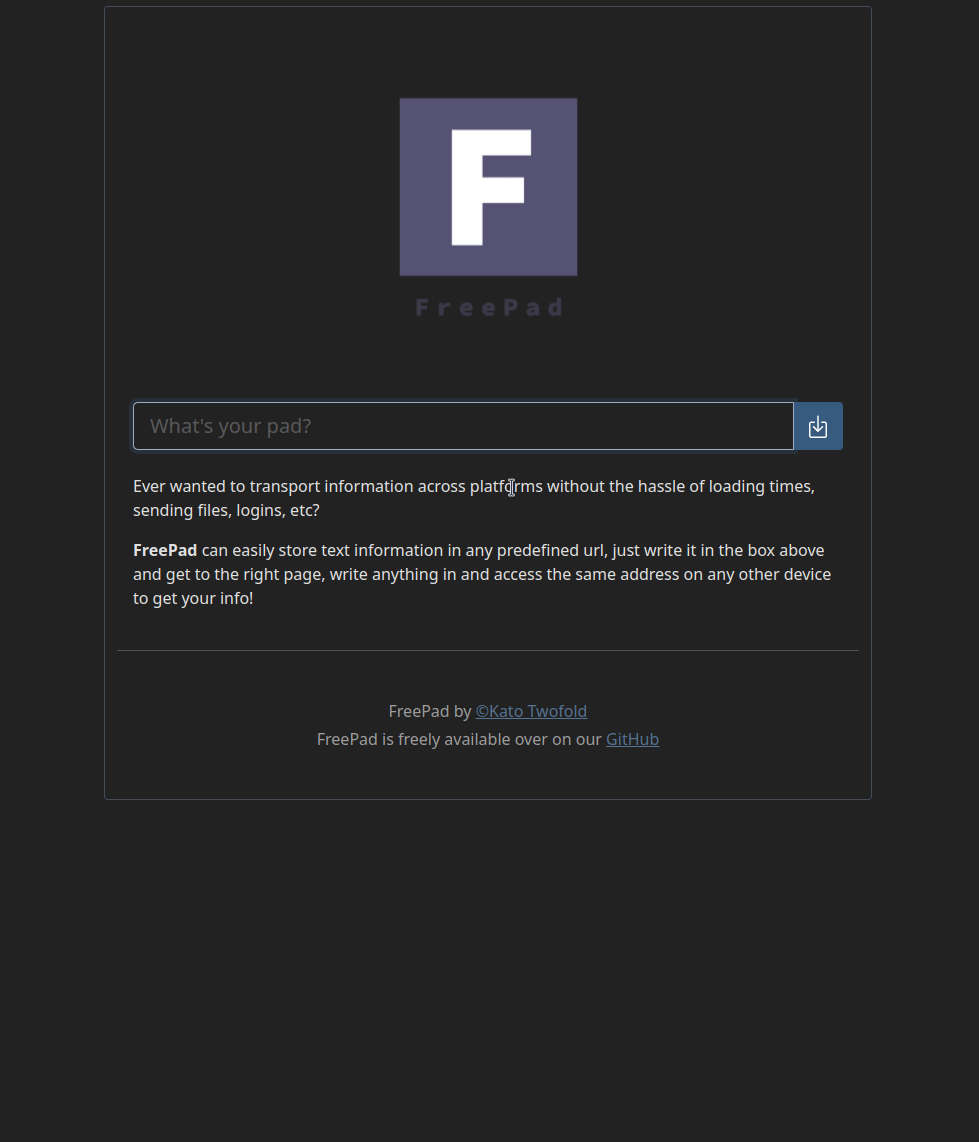 F
FreePad
What's your pad?
Ever wanted to transport information across platforms without the hassle of loading times,
sending files, logins, etc?
FreePad can easily store text information in any predefined url, just write it in the box above
and get to the right page, write anything in and access the same address on any other device
to get your info!
FreePad by ©Kato Twofold
FreePad is freely available over on our GitHub